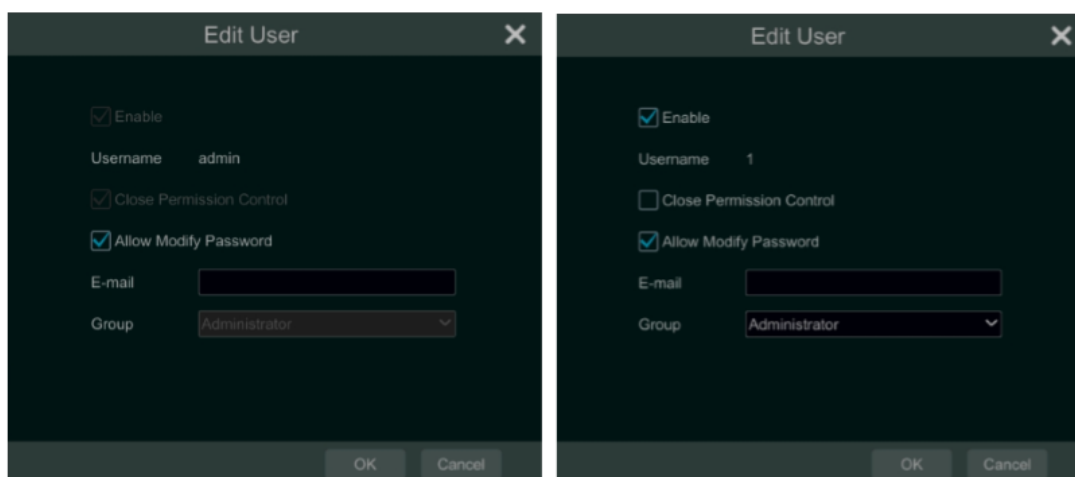 Edit User
Enable
Username admin
Close Permission Control
Allow Modify Password
E-mail
Group Administrator
OK Cancel
Edit User
Enable
Username 1
Close Permission Control
Allow Modify Password
E-mail
Group Administrator
OK Cancel